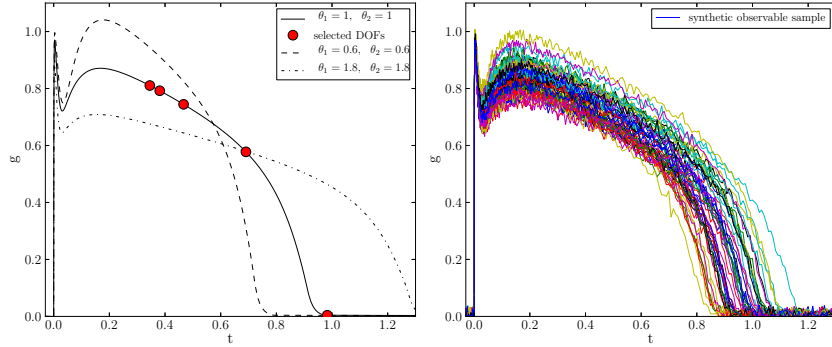 θ₁ = 1, θ₂ = 1
selected DOFs
θ₁ = 0.6, θ₂ = 0.6
θ₁ = 1.8, θ₂ = 1.8
1.0
0.8
0.6
0.4
0.2
0.0
g
0.0 0.2 0.4 0.6 0.8 1.0 1.2
t
synthetic observable sample
1.0
0.8
0.6
0.4
0.2
0.0
g
0.0 0.2 0.4 0.6 0.8 1.0 1.2
t